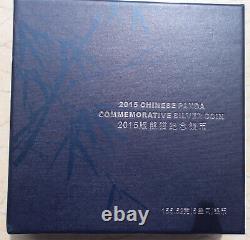 2015 CHINESE PANDA
COMMEMORATIVE SILVER COIN
2015版熊猫纪念银币